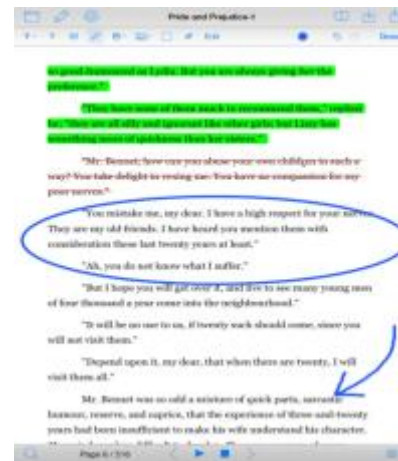 Pride and Prejudice-1
so good-humoured as Lydia. But you are always giving her the
preference."
"They have none of them much to recommend them," replied
he; "they are all silly and ignorant like other girls; but Lizzy has
something more of quickness than her sisters."
"Mr. Bennet, how can you abuse your own children in such a
way? You take delight in vexing me. You have no compassion for my
poor nerves."
"You mistake me, my dear. I have a high respect for your nerves.
They are my old friends. I have heard you mention them with
consideration these last twenty years at least."
"Ah, you do not know what I suffer."
"But I hope you will get over it, and live to see many young men
of four thousand a year come into the neighbourhood."
"It will be no use to us, if twenty such should come, since you
will not visit them."
"Depend upon it, my dear, that when there are twenty, I will
visit them all."
Mr. Bennet was so odd a mixture of quick parts, sarcastic
humour, reserve, and caprice, that the experience of three-and-twenty
years had been insufficient to make his wife understand his character.